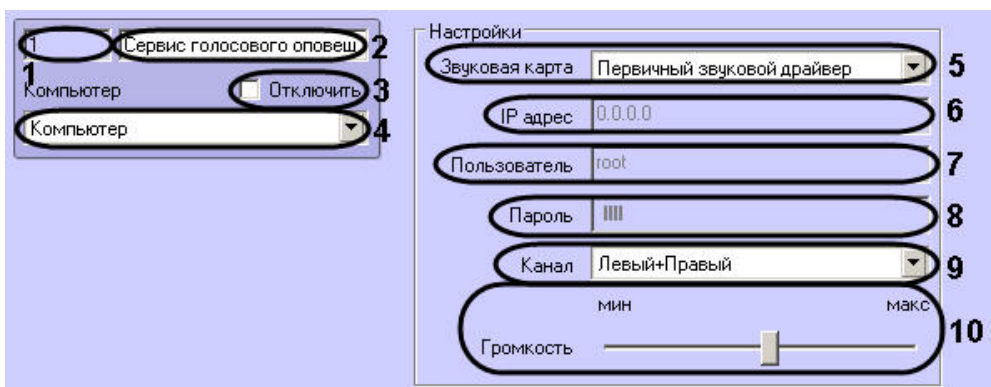 1
Сервис голосового оповещ
2
1
Компьютер
Отключить
3
Компьютер
4
Настройки
Звуковая карта
Первичный звуковой драйвер
5
IP адрес
0.0.0.0
6
Пользователь
root
7
Пароль
8
Канал
Левый+Правый
9
мин
макс
Громкость
10